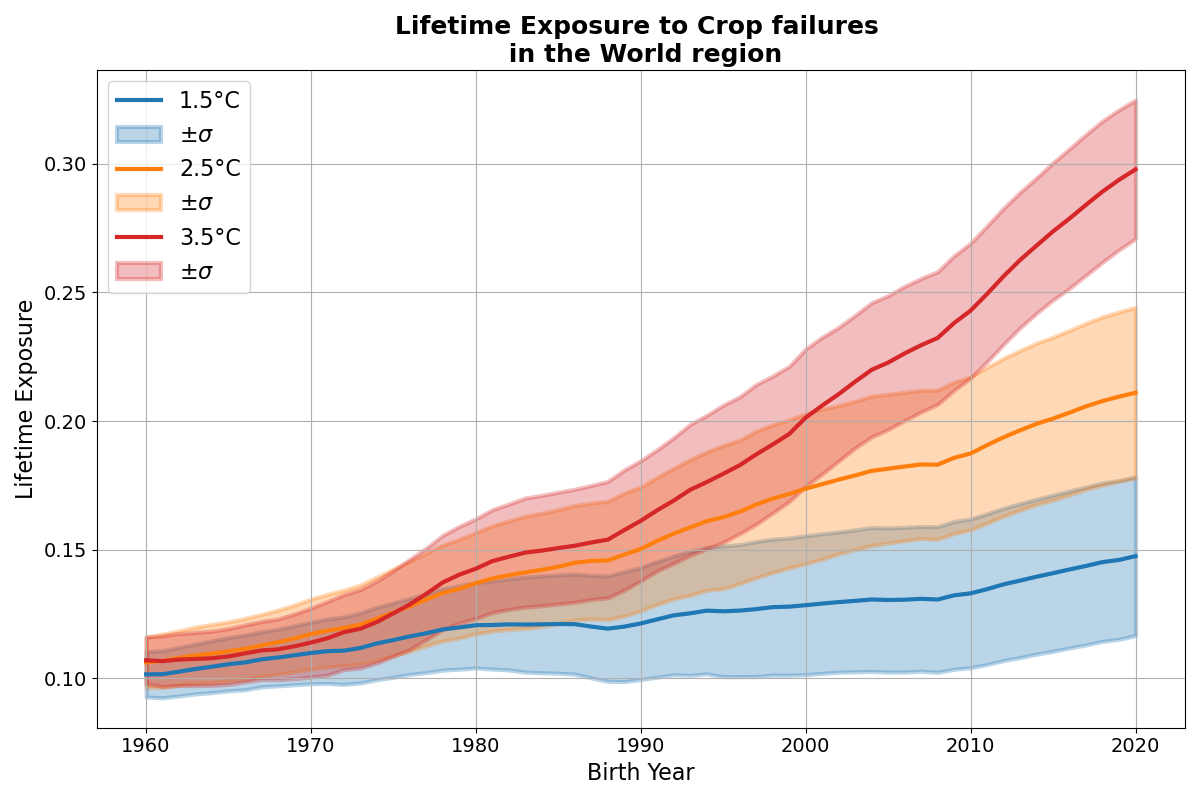 Lifetime Exposure to Crop failures
in the World region
1.5°C
±σ
2.5°C
±σ
3.5°C
±σ
Lifetime Exposure
0.30
0.25
0.20
0.15
0.10
1960 1970 1980 1990 2000 2010 2020
Birth Year